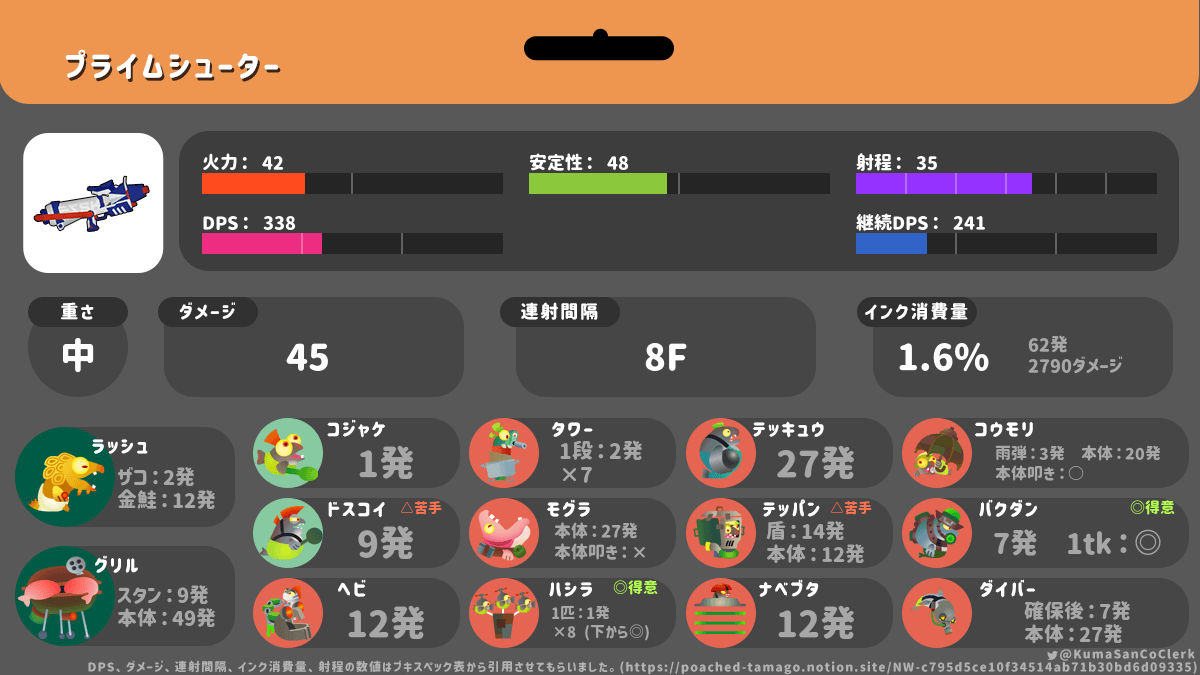 プライムシューター
火力： 42
安定性： 48
射程： 35
DPS： 338
継続DPS： 241
重さ
中
ダメージ
45
連射間隔
8F
インク消費量
1.6%
62発
2790ダメージ
ラッシュ
ザコ：2発
金鮭：12発
コジャケ
1発
タワー
1段：2発
×7
テッキュウ
27発
コウモリ
雨弾：3発 本体：20発
本体叩き：○
ドスコイ △苦手
9発
モグラ
本体：27発
本体叩き：×
テッパン △苦手
盾：14発
本体：12発
バクダン ◎得意
7発 1tk：◎
グリル
スタン：9発
本体：49発
ヘビ
12発
ハシラ ◎得意
1匹：1発
×8 (下から◎)
ナベブタ
12発
ダイバー
確保後：7発
本体：27発
@KumaSanCoClerk
DPS、ダメージ、連射間隔、インク消費量、射程の数値はブキスペック表から引用させてもらいました。(https://poached-tamago.notion.site/NW-c795d5ce10f34514ab71b30bd6d09335)